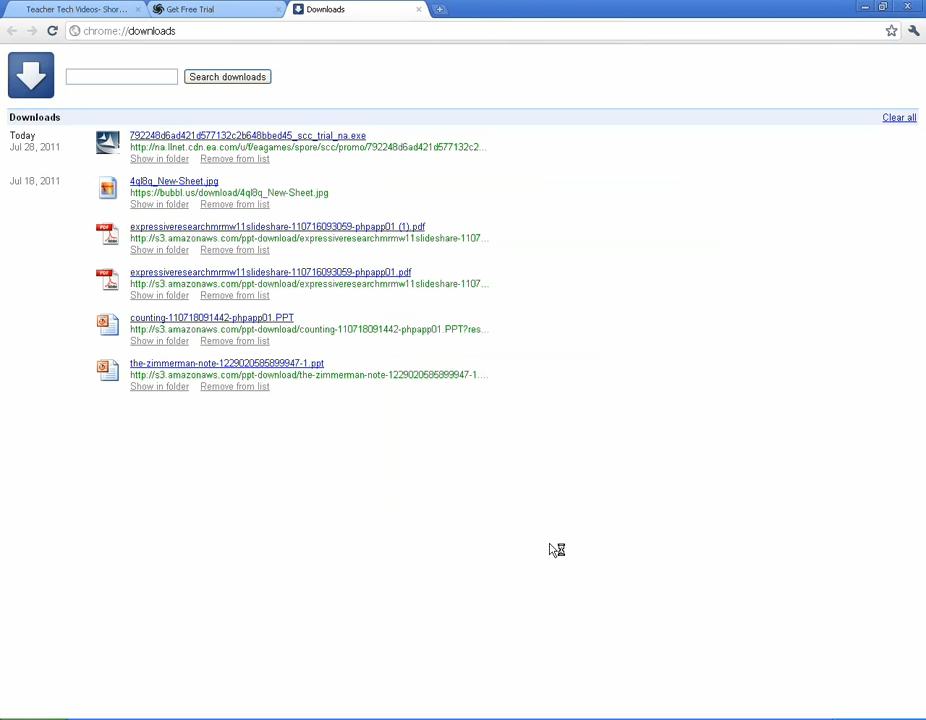 Teacher Tech Videos- Shor...
Get Free Trial
Downloads
chrome://downloads
Search downloads
Downloads
Clear all
Today
792248d6ad421d577132c2b648bbed45_scc_trial_na.exe
Jul 28, 2011
http://na.llnet.cdn.ea.com/u/f/eagames/spore/scc/promo/792248d6ad421d577132c2...
Show in folder Remove from list
Jul 18, 2011
4ql8q_New-Sheet.jpg
https://bubbl.us/download/4ql8q_New-Sheet.jpg
Show in folder Remove from list
expressiveresearchmrmw11slideshare-110716093059-phpapp01 (1).pdf
http://s3.amazonaws.com/ppt-download/expressiveresearchmrmw11slideshare-1107...
Show in folder Remove from list
expressiveresearchmrmw11slideshare-110716093059-phpapp01.pdf
http://s3.amazonaws.com/ppt-download/expressiveresearchmrmw11slideshare-1107...
Show in folder Remove from list
counting-110718091442-phpapp01.PPT
http://s3.amazonaws.com/ppt-download/counting-110718091442-phpapp01.PPT?res...
Show in folder Remove from list
the-zimmerman-note-1229020585899947-1.ppt
http://s3.amazonaws.com/ppt-download/the-zimmerman-note-1229020585899947-1....
Show in folder Remove from list